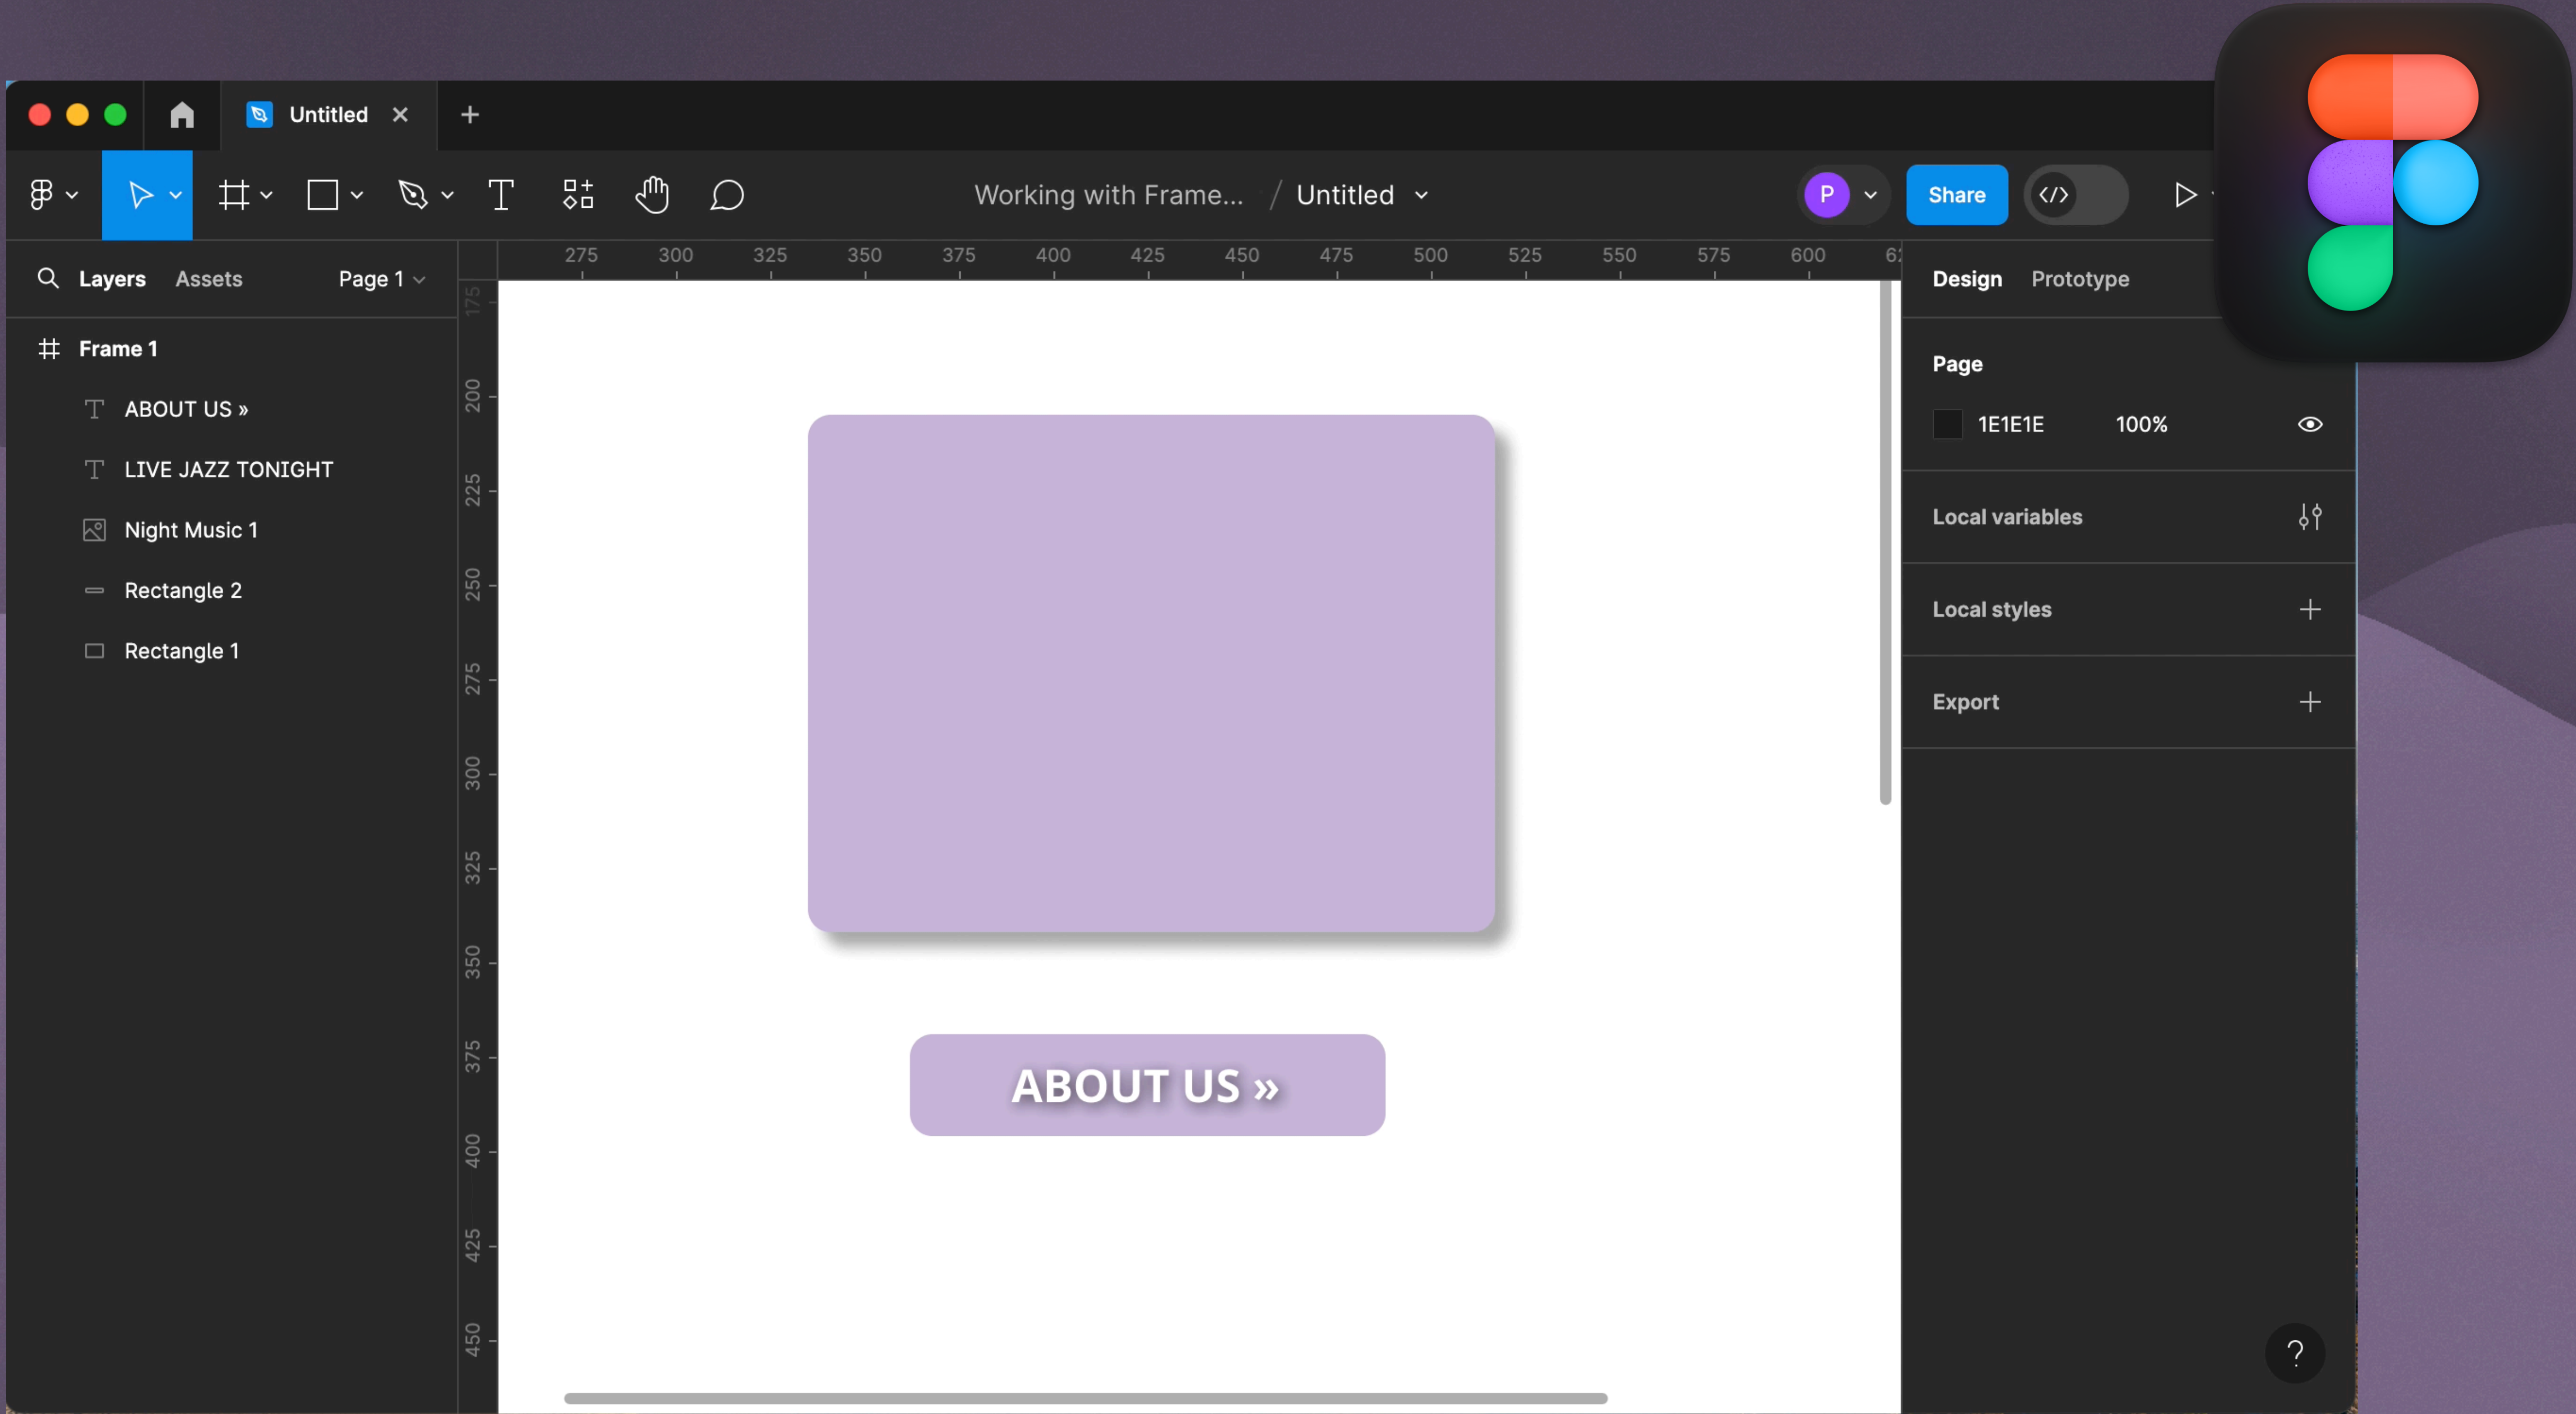 Untitled
Working with Frame... / Untitled
P
Share
275 300 325 350 375 400 425 450 475 500 525 550 575 600
Layers Assets Page 1
Design Prototype
175
Frame 1
Page
200
ABOUT US »
1E1E1E 100%
LIVE JAZZ TONIGHT
225
Local variables
Night Music 1
250
Rectangle 2
Local styles
275
Rectangle 1
Export
300
325
350
375
ABOUT US »
400
425
450
?